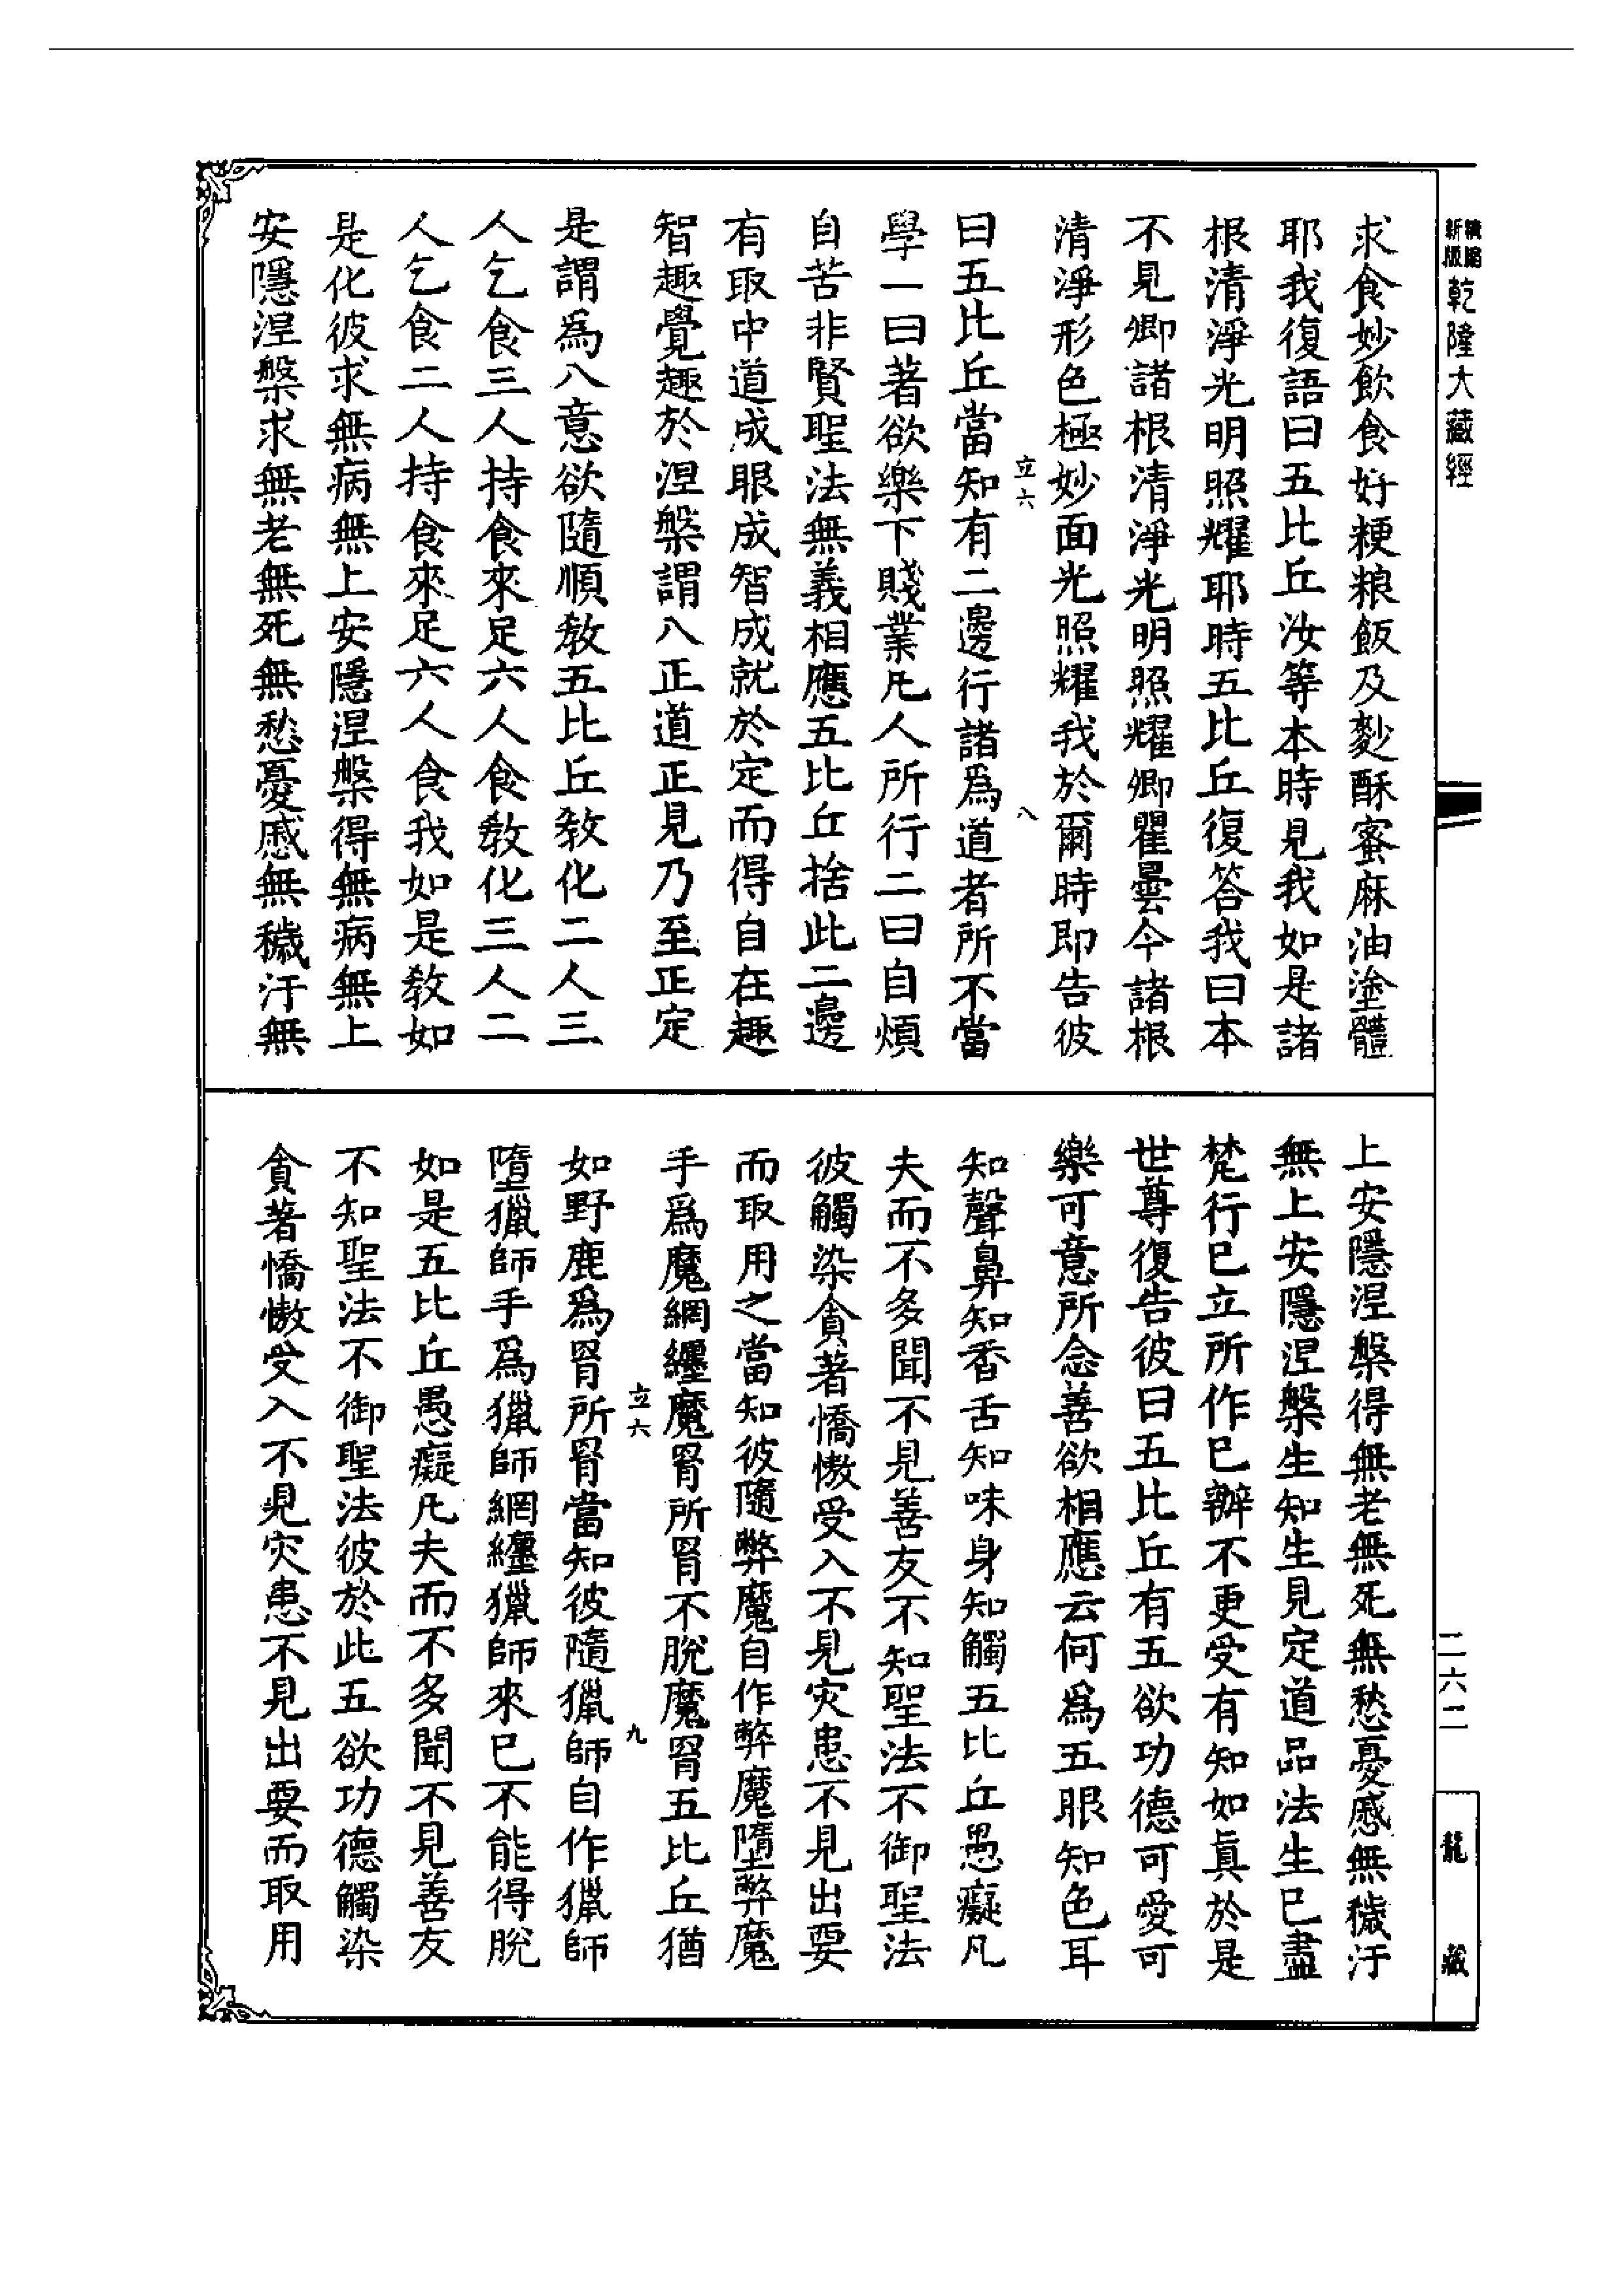 新版
乾隆大藏經
求食妙飲食好粳粮飯及麨酥蜜麻油塗體
耶我復語曰五比丘汝等本時見我如是諸
根清淨光明照耀耶時五比丘復答我曰本
不見卿諸根清淨光明照耀卿瞿曇今諸根
清淨形色極妙面光照耀我於爾時即告彼
立六
八
曰五比丘當知有二邊行諸為道者所不當
學一曰著欲樂下賤業凡人所行二曰自煩
自苦非賢聖法無義相應五比丘捨此二邊
有取中道成眼成智成就於定而得自在趣
智趣覺趣於涅槃謂八正道正見乃至正定
是謂為八意欲隨順教五比丘教化二人三
人乞食三人持食來足六人食教化三人二
人乞食二人持食來足六人食我如是教如
是化彼求無病無上安隱涅槃得無病無上
安隱涅槃求無老無死無愁憂慼無穢汙無
上安隱涅槃得無老無死無愁憂慼無穢汙
無上安隱涅槃生知生見定道品法生已盡
梵行已立所作已辦不更受有知如真於是
世尊復告彼曰五比丘有五欲功德可愛可
樂可意所念善欲相應云何為五眼知色耳
知聲鼻知香舌知味身知觸五比丘愚癡凡
夫而不多聞不見善友不知聖法不御聖法
彼觸染貪著憍慠受入不見災患不見出要
而取用之當知彼隨弊魔自作弊魔墮弊魔
手為魔網纏魔罥所罥不脫魔罥五比丘猶
立六
九
如野鹿為罥所罥當知彼隨獵師自作獵師
墮獵師手為獵師網纏獵師來已不能得脫
如是五比丘愚癡凡夫而不多聞不見善友
不知聖法不御聖法彼於此五欲功德觸染
貪著憍慠受入不見災患不見出要而取用
二六二
龍藏